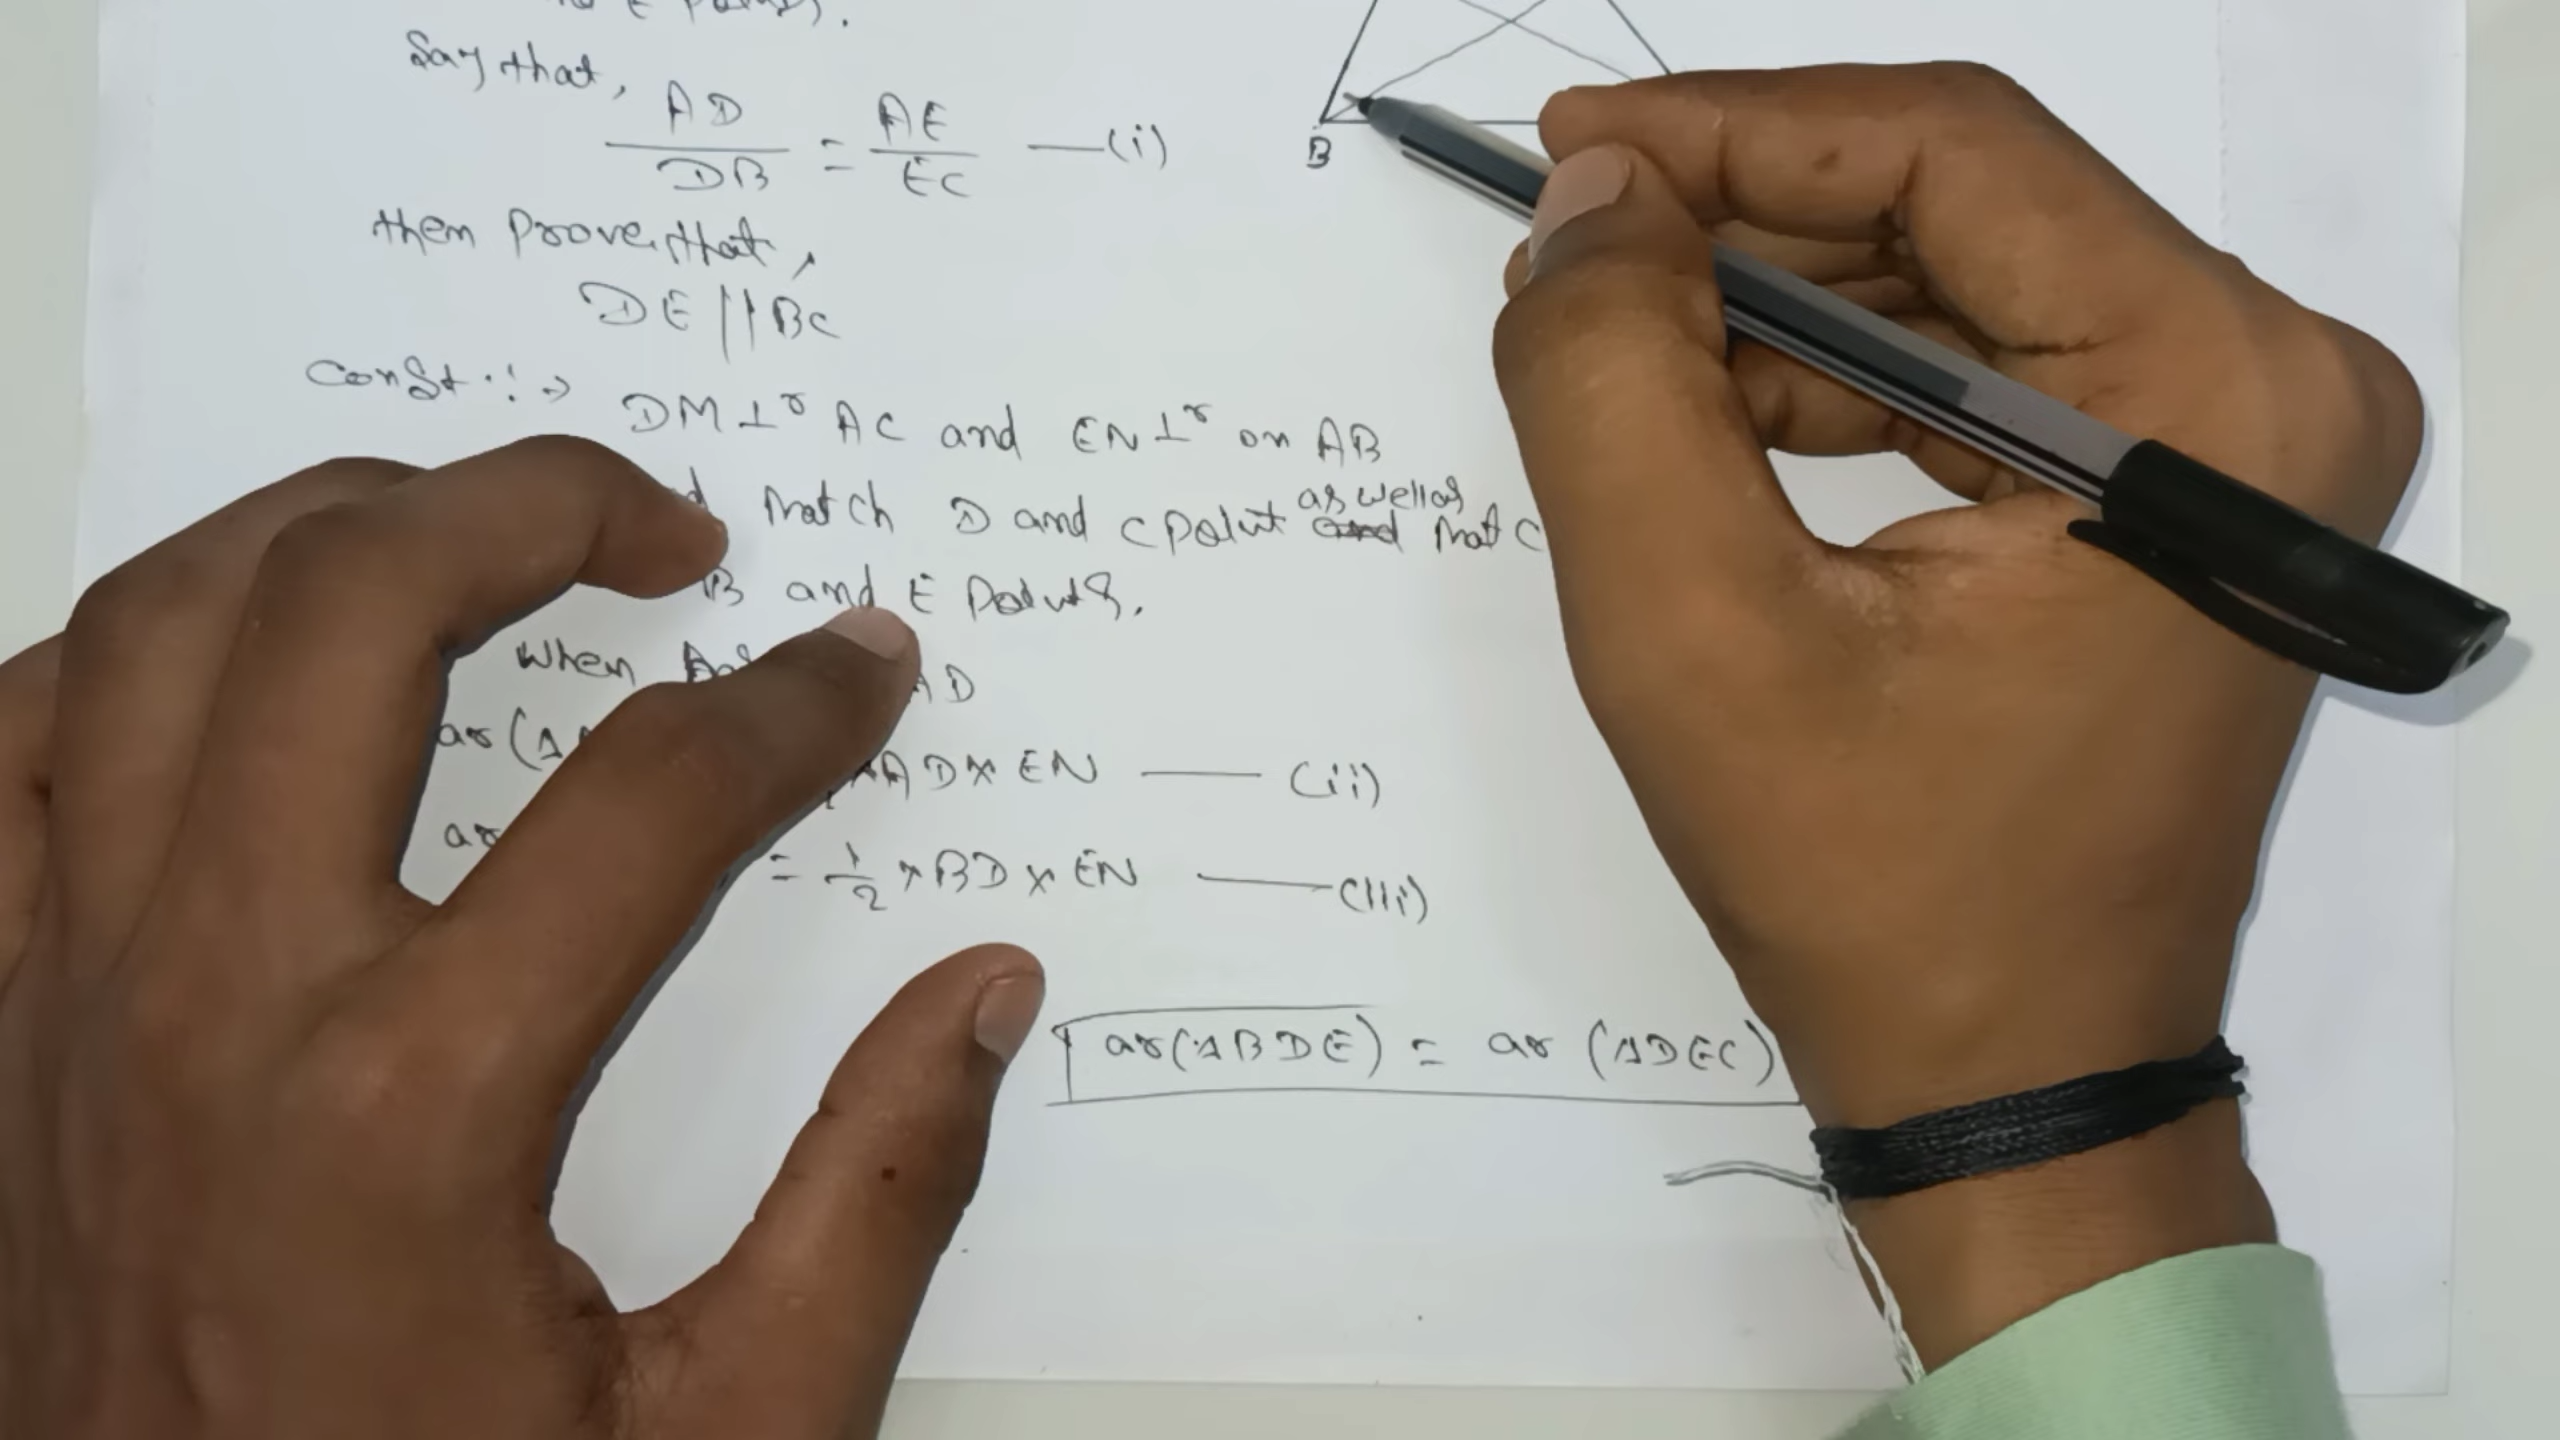 E Points.
Say that,
AD/DB = AE/EC —(i)
B
then Prove that,
DE || BC
Const :→ DM ⊥r AC and EN ⊥r on AB
match D and C Point as well as match
B and E Points.
When AD
ar(Δ × AD × EN —— (ii)
ar = 1/2 × BD × EN —— (iii)
ar(ΔBDE) = ar (ΔDEC)